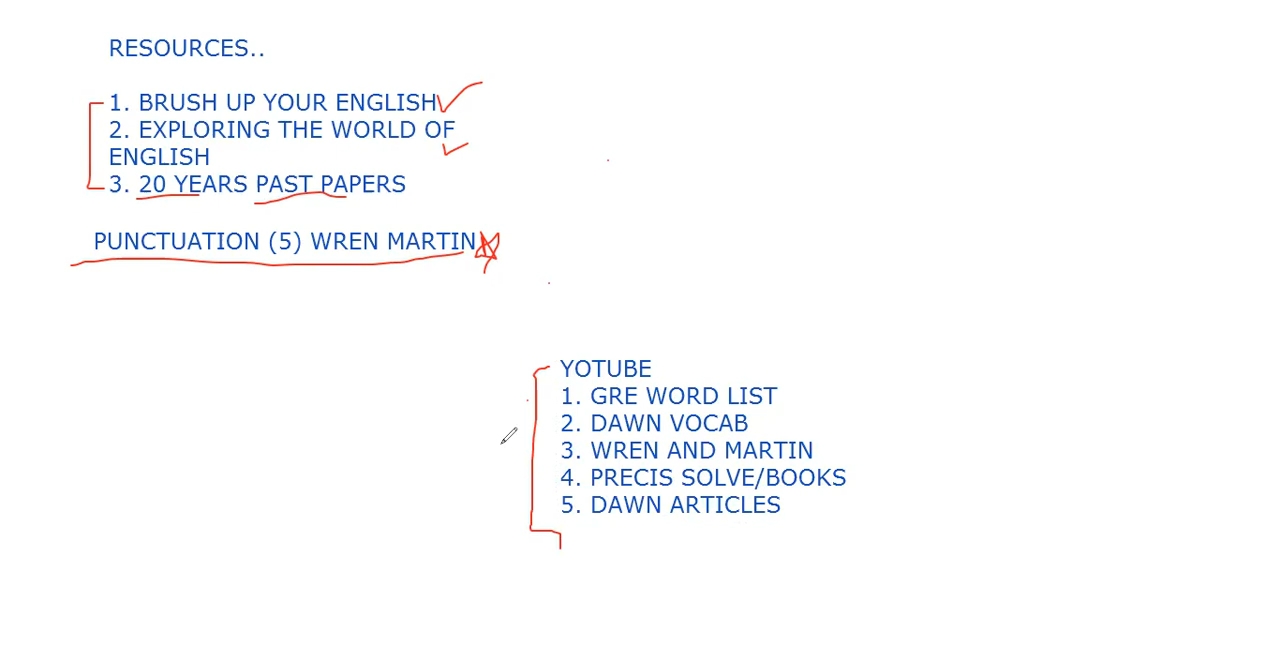 RESOURCES..
1. BRUSH UP YOUR ENGLISH
2. EXPLORING THE WORLD OF
ENGLISH
3. 20 YEARS PAST PAPERS
PUNCTUATION (5) WREN MARTIN
YOTUBE
1. GRE WORD LIST
2. DAWN VOCAB
3. WREN AND MARTIN
4. PRECIS SOLVE/BOOKS
5. DAWN ARTICLES